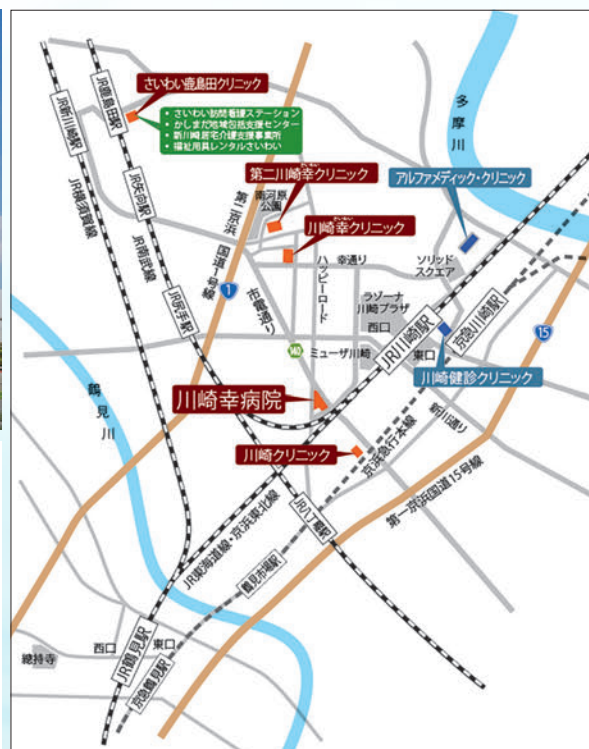 さいわい鹿島田クリニック
• さいわい訪問看護ステーション
• かしまだ地域包括支援センター
• 新川崎居宅介護支援事業所
• 福祉用具レンタルさいわい
JR鹿島田駅
JR新川崎駅
JR横須賀線
JR矢向駅
JR南武線
JR尻手駅
第二京浜
国道1号線
1
南河原
公園
さいわい
第二川崎幸クリニック
さいわい
川崎幸クリニック
アルファメディック・クリニック
多摩川
ソリッド
スクエア
幸通り
ハッピーロード
市電通り
140
ラゾーナ
川崎プラザ
西口
ミューザ川崎
JR川崎駅
東口
京急川崎駅
15
川崎健診クリニック
新川通り
川崎幸病院
川崎クリニック
京浜急行本線
第一京浜国道15号線
JR八丁畷駅
JR東海道線・京浜東北線
鶴見市場駅
鶴見川
西口
東口
JR鶴見駅
京急鶴見駅
總持寺